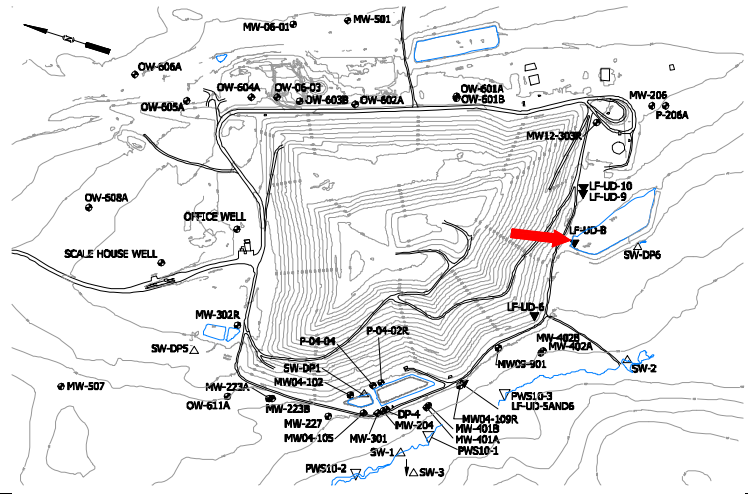 MW-06-01
MW-501
OW-606A
OW-604A
OW-06-03
OW-601A
OW-605A
OW-603B
OW-602A
OW-601B
MW-206
P-206A
MW12-303R
LF-UD-10
LF-UD-9
OW-608A
OFFICE WELL
LF-UD-8
SCALE HOUSE WELL
SW-DP6
LF-UD-6
MW-302R
P-04-02R
P-04-04
MW-402B
MW-402A
SW-DP5
NW09-901
SW-DP1
SW-2
MW04-102
MW-507
MW-223A
PWS10-3
OW-611A
MW-223B
LF-UD-5AND6
MW-227
DP-4
MW04-109R
MW-204
MW-401B
MW04-105
MW-301
MW-401A
SW-1
PWS10-1
PWS10-2
SW-3